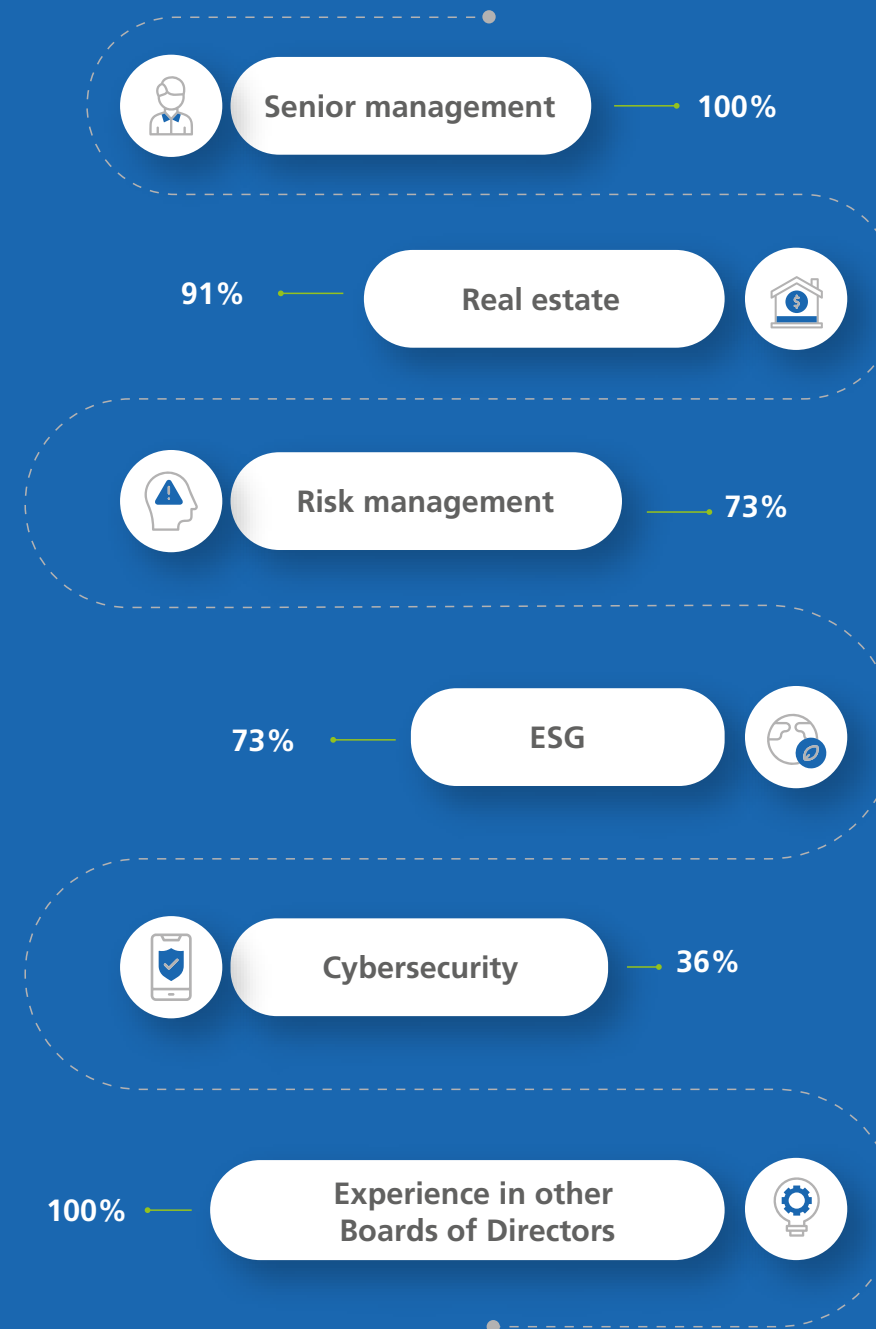 Senior management
100%
91%
Real estate
Risk management
73%
73%
ESG
Cybersecurity
36%
100%
Experience in other
Boards of Directors